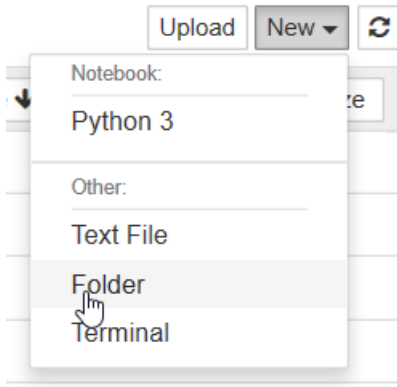 Upload New
Notebook:
Python 3
Other:
Text File
Folder
Terminal